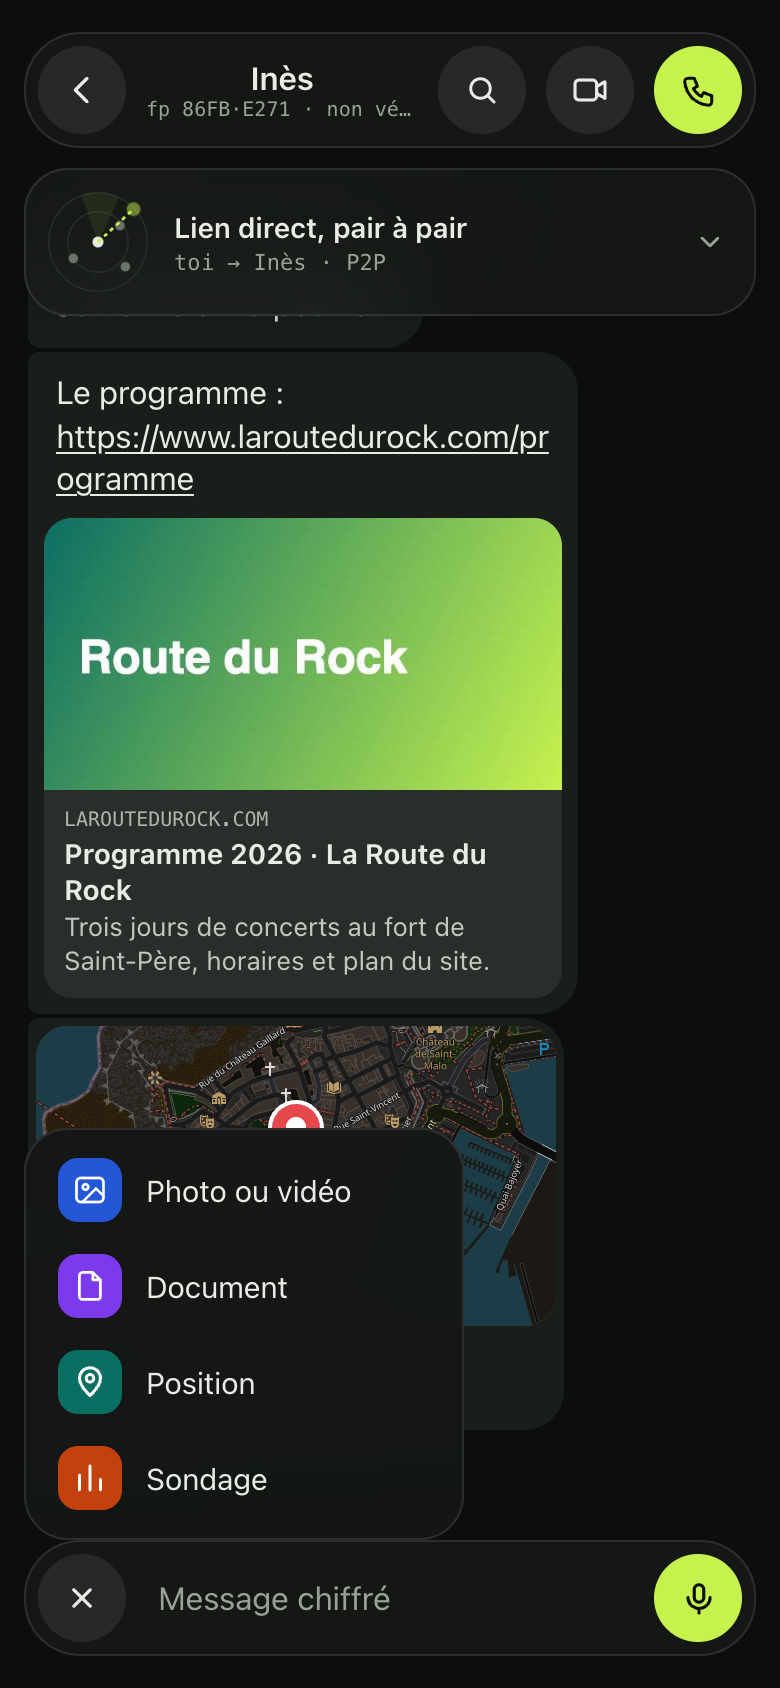 Inès
fp 86FB·E271 · non vé…
Lien direct, pair à pair
toi → Inès · P2P
Le programme :
https://www.laroutedurock.com/pr
ogramme
Route du Rock
LAROUTEDUROCK.COM
Programme 2026 · La Route du
Rock
Trois jours de concerts au fort de
Saint-Père, horaires et plan du site.
Rue du Château Gaillard
Château
de Saint-
Malo
P
Rue Saint-Vincent
Quai Bajoyer
Photo ou vidéo
Document
Position
Sondage
Message chiffré